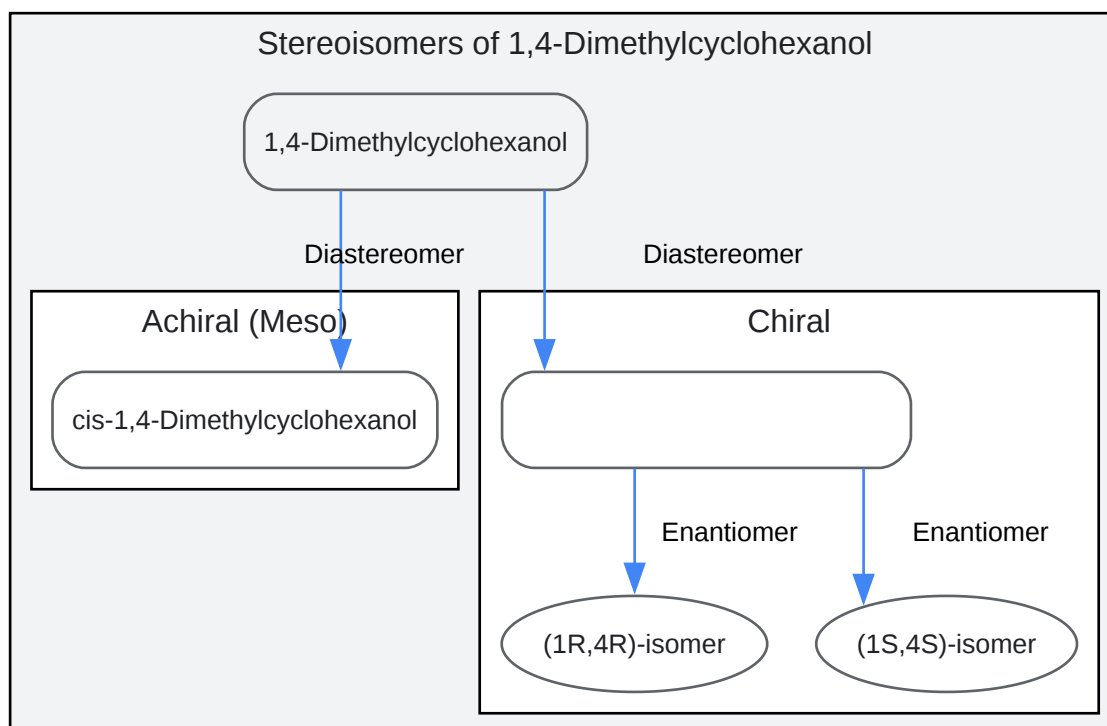 Stereoisomers of 1,4-Dimethylcyclohexanol
1,4-Dimethylcyclohexanol
Diastereomer
Diastereomer
Achiral (Meso)
Chiral
cis-1,4-Dimethylcyclohexanol
Enantiomer
Enantiomer
(1R,4R)-isomer
(1S,4S)-isomer